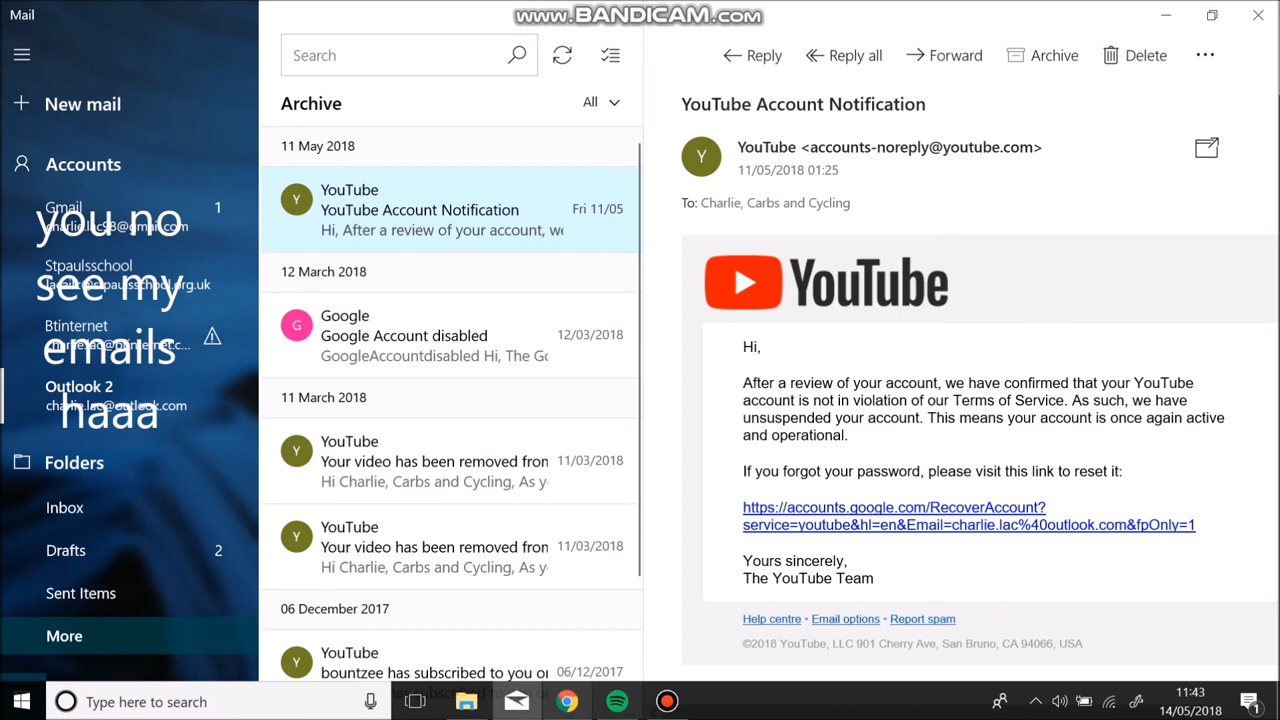 Mail
www.BANDICAM.com
Search
Reply
Reply all
Forward
Archive
Delete
New mail
Archive
All
YouTube Account Notification
11 May 2018
Accounts
Y
YouTube <accounts-noreply@youtube.com>
11/05/2018 01:25
Y
YouTube
YouTube Account Notification
Fri 11/05
Hi, After a review of your account, we
To: Charlie, Carbs and Cycling
Gmail
1
charlie.lac98@gmail.com
you no
see my
emails
haaa
Stpaulsschool
Btinternet
Outlook 2
charlie.lac@outlook.com
12 March 2018
G
Google
Google Account disabled
12/03/2018
GoogleAccountdisabled Hi, The Gc
11 March 2018
Y
YouTube
Your video has been removed fron
11/03/2018
Hi Charlie, Carbs and Cycling, As y
Y
YouTube
Your video has been removed fron
11/03/2018
Hi Charlie, Carbs and Cycling, As y
06 December 2017
Y
YouTube
bountzee has subscribed to you o
06/12/2017
YouTube
Hi,
After a review of your account, we have confirmed that your YouTube
account is not in violation of our Terms of Service. As such, we have
unsuspended your account. This means your account is once again active
and operational.
If you forgot your password, please visit this link to reset it:
https://accounts.google.com/RecoverAccount?
service=youtube&hl=en&Email=charlie.lac%40outlook.com&fpOnly=1
Yours sincerely,
The YouTube Team
Help centre • Email options • Report spam
©2018 YouTube, LLC 901 Cherry Ave, San Bruno, CA 94066, USA
Folders
Inbox
Drafts
2
Sent Items
More
Type here to search
11:43
14/05/2018
1